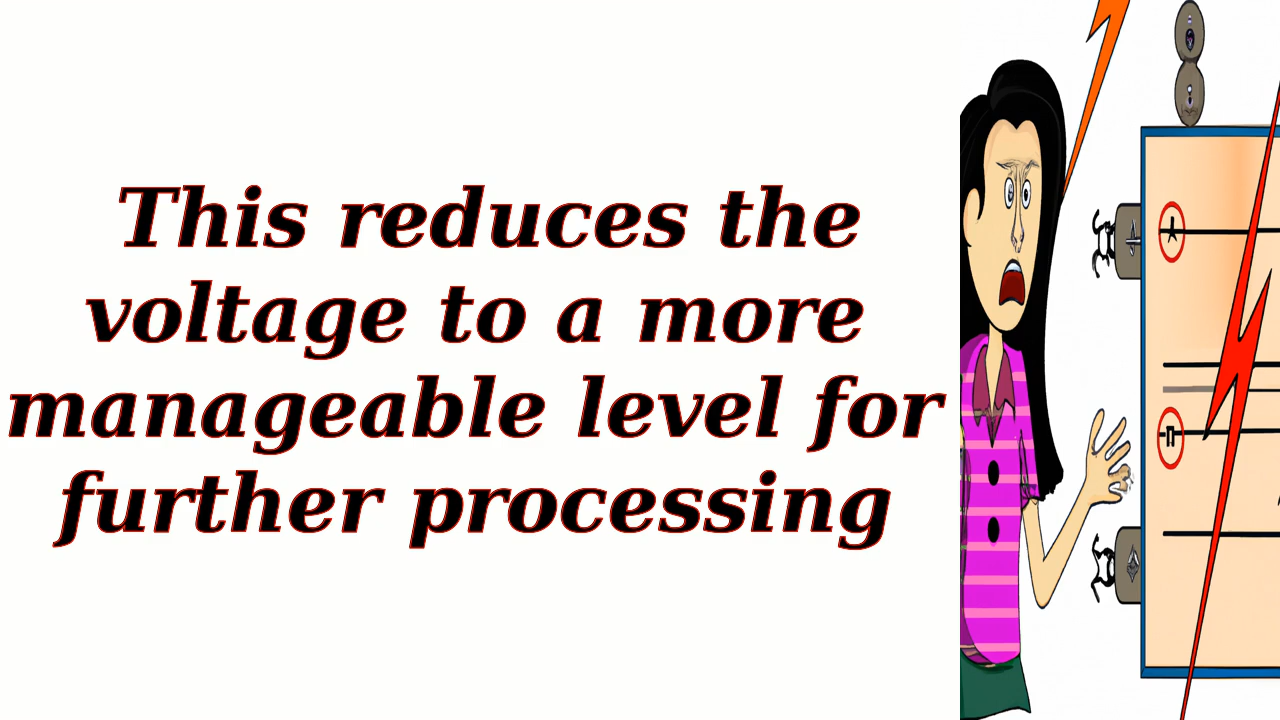 This reduces the
voltage to a more
manageable level for
further processing